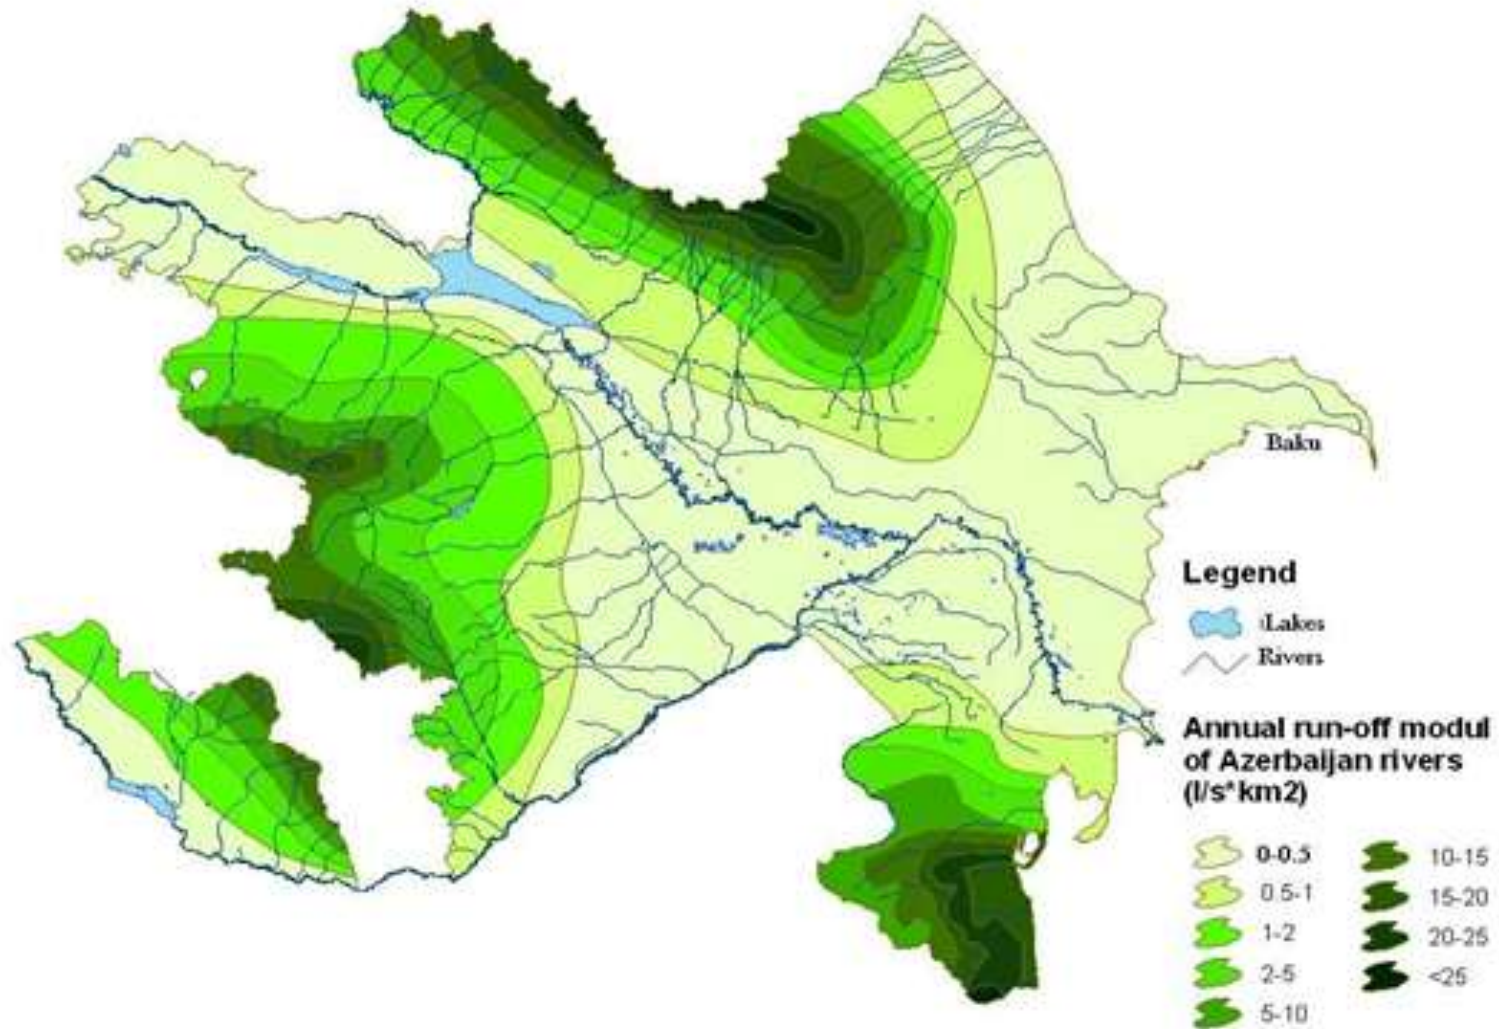 Baku
Legend
Lakes
Rivers
Annual run-off modul
of Azerbaijan rivers
(l/s*km2)
0-0.5
0.5-1
1-2
2-5
5-10
10-15
15-20
20-25
<25